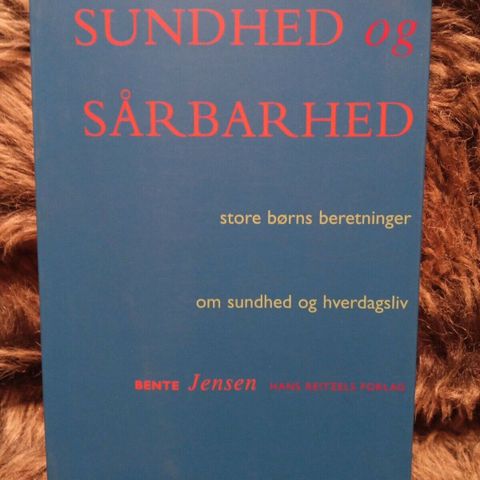 SUNDHED og
SÅRBARHED
store børns beretninger
om sundhed og hverdagsliv
BENTE Jensen HANS REITZELS FORLAG